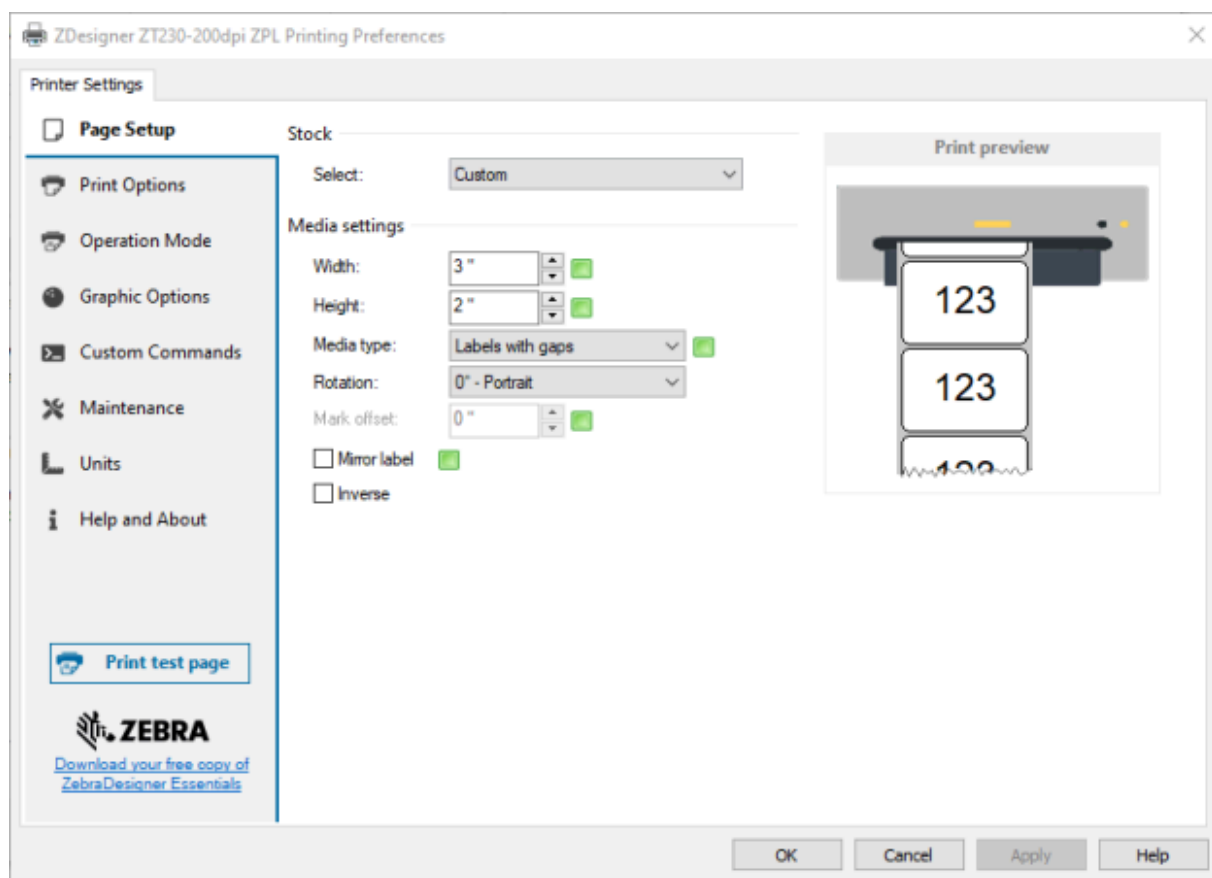 ZDesigner ZT230-200dpi ZPL Printing Preferences
Printer Settings
Page Setup
Print Options
Operation Mode
Graphic Options
Custom Commands
Maintenance
Units
Help and About
Print test page
ZEBRA
Download your free copy of
ZebraDesigner Essentials
Stock
Select: Custom
Media settings
Width: 3 "
Height: 2 "
Media type: Labels with gaps
Rotation: 0° - Portrait
Mark offset: 0 "
Mirror label
Inverse
Print preview
123
123
123
OK Cancel Apply Help